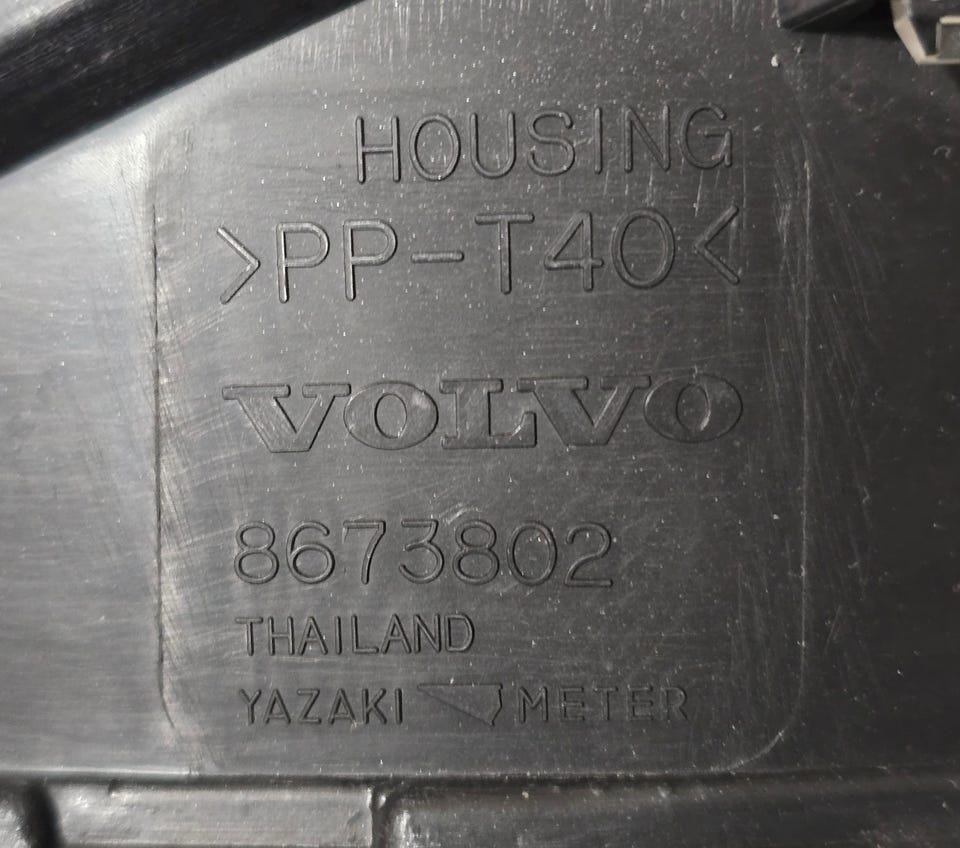 HOUSING
>PP-T40<
VOLVO
8673802
THAILAND
YAZAKI METER